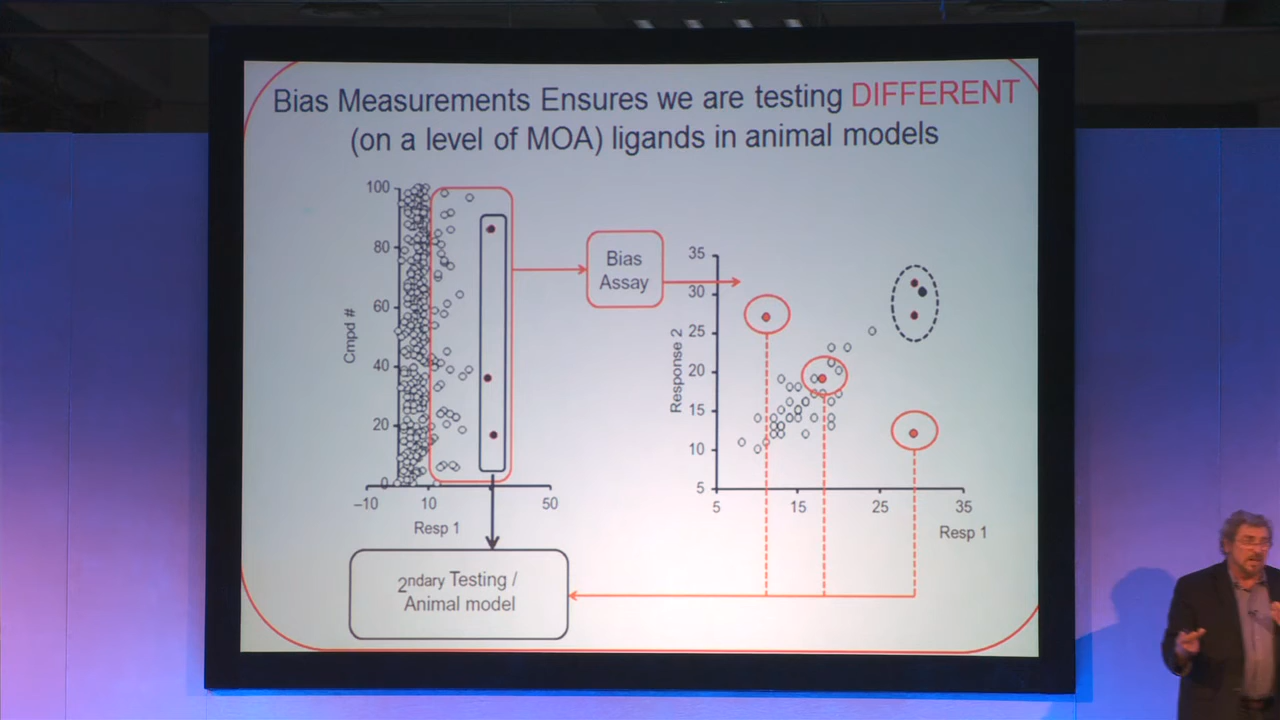 Bias Measurements Ensures we are testing DIFFERENT
(on a level of MOA) ligands in animal models
100
80
60
40
20
0
Cmpd #
–10
10
50
Resp 1
Bias
Assay
35
30
25
20
15
10
5
Response 2
5
15
25
35
Resp 1
2ndary Testing /
Animal model